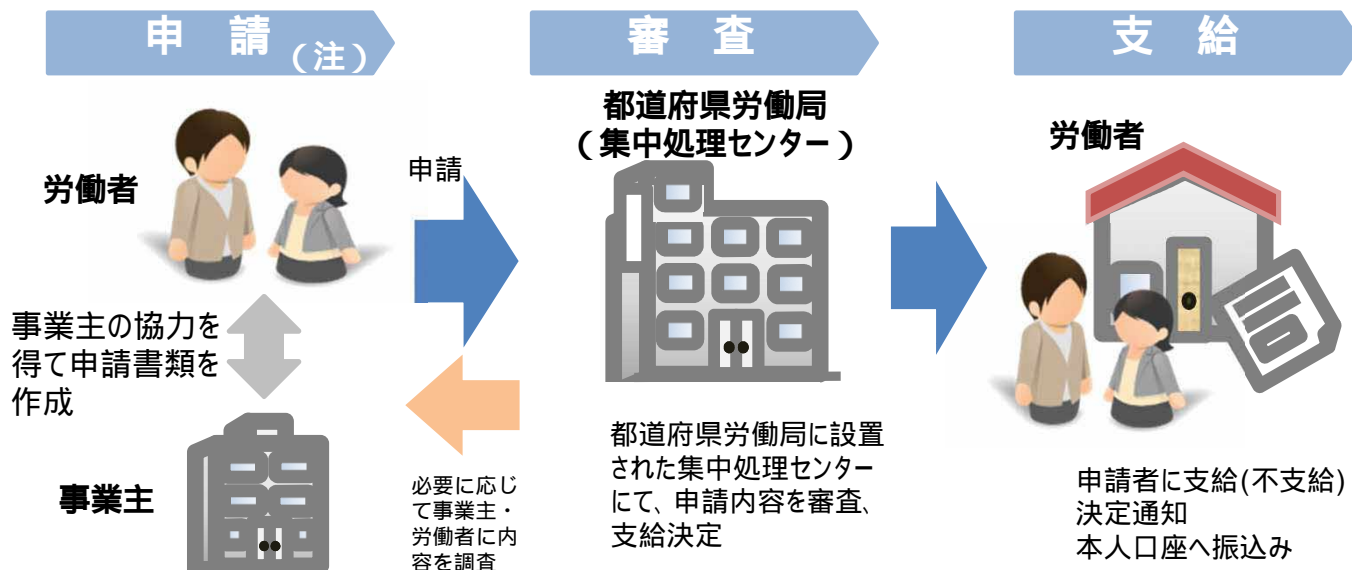 申　請（注）
審　査
支　給
労働者
申請
事業主の協力を
得て申請書類を
作成
事業主
必要に応じ
て事業主・
労働者に内
容を調査
都道府県労働局
（集中処理センター）
都道府県労働局に設置
された集中処理センター
にて、申請内容を審査、
支給決定
労働者
申請者に支給(不支給)
決定通知
本人口座へ振込み